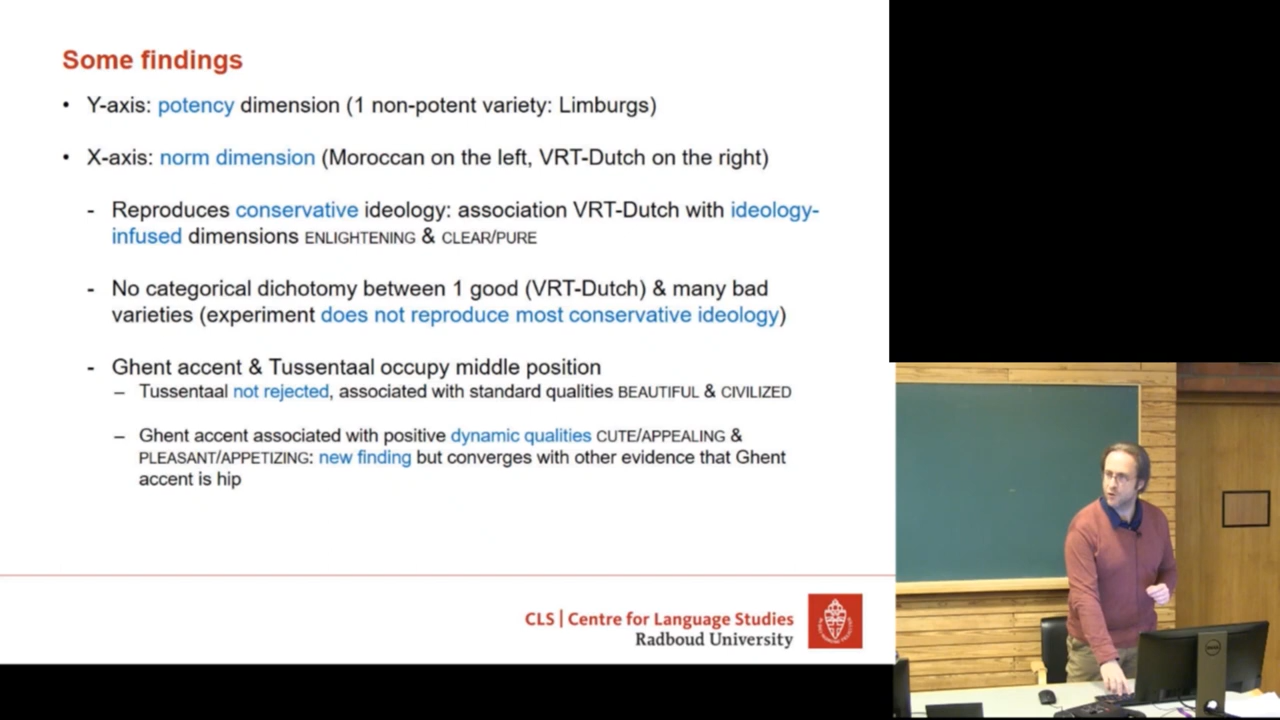 Some findings
• Y-axis: potency dimension (1 non-potent variety: Limburgs)
• X-axis: norm dimension (Moroccan on the left, VRT-Dutch on the right)
- Reproduces conservative ideology: association VRT-Dutch with ideology-
infused dimensions ENLIGHTENING & CLEAR/PURE
- No categorical dichotomy between 1 good (VRT-Dutch) & many bad
varieties (experiment does not reproduce most conservative ideology)
- Ghent accent & Tussentaal occupy middle position
– Tussentaal not rejected, associated with standard qualities BEAUTIFUL & CIVILIZED
– Ghent accent associated with positive dynamic qualities CUTE/APPEALING &
PLEASANT/APPETIZING: new finding but converges with other evidence that Ghent
accent is hip
CLS | Centre for Language Studies
Radboud University
DELL